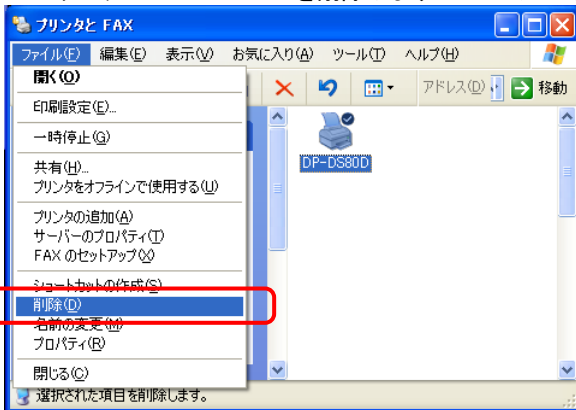 プリンタと FAX
ファイル(F) 編集(E) 表示(V) お気に入り(A) ツール(T) ヘルプ(H)
アドレス(D) 移動
開く(O)
印刷設定(E)...
一時停止(G)
共有(H)...
プリンタをオフラインで使用する(U)
プリンタの追加(A)
サーバーのプロパティ(T)
FAX のセットアップ(X)
ショートカットの作成(S)
削除(D)
名前の変更(M)
プロパティ(R)
閉じる(C)
DP-DS80D
選択された項目を削除します。